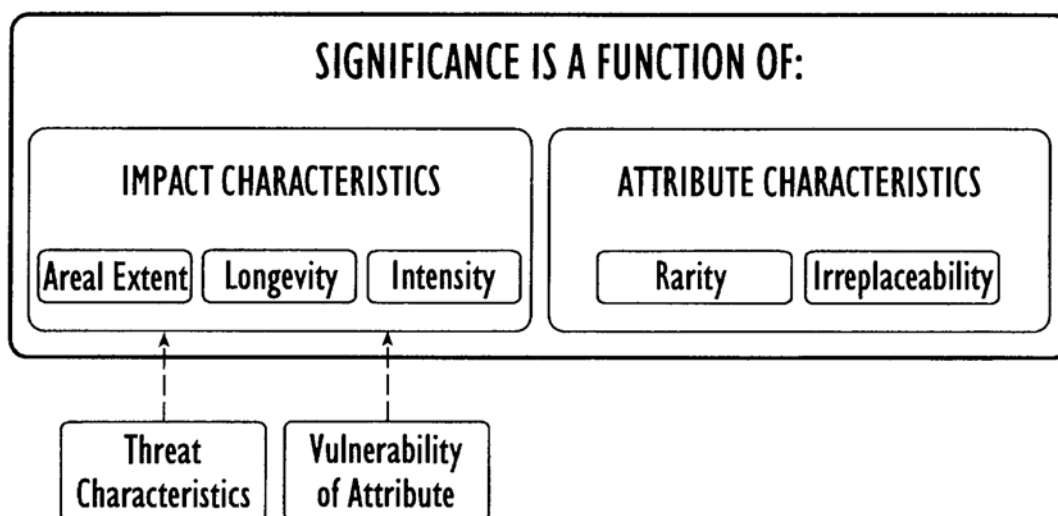 SIGNIFICANCE IS A FUNCTION OF:
IMPACT CHARACTERISTICS
Areal Extent
Longevity
Intensity
ATTRIBUTE CHARACTERISTICS
Rarity
Irreplaceability
Threat
Characteristics
Vulnerability
of Attribute